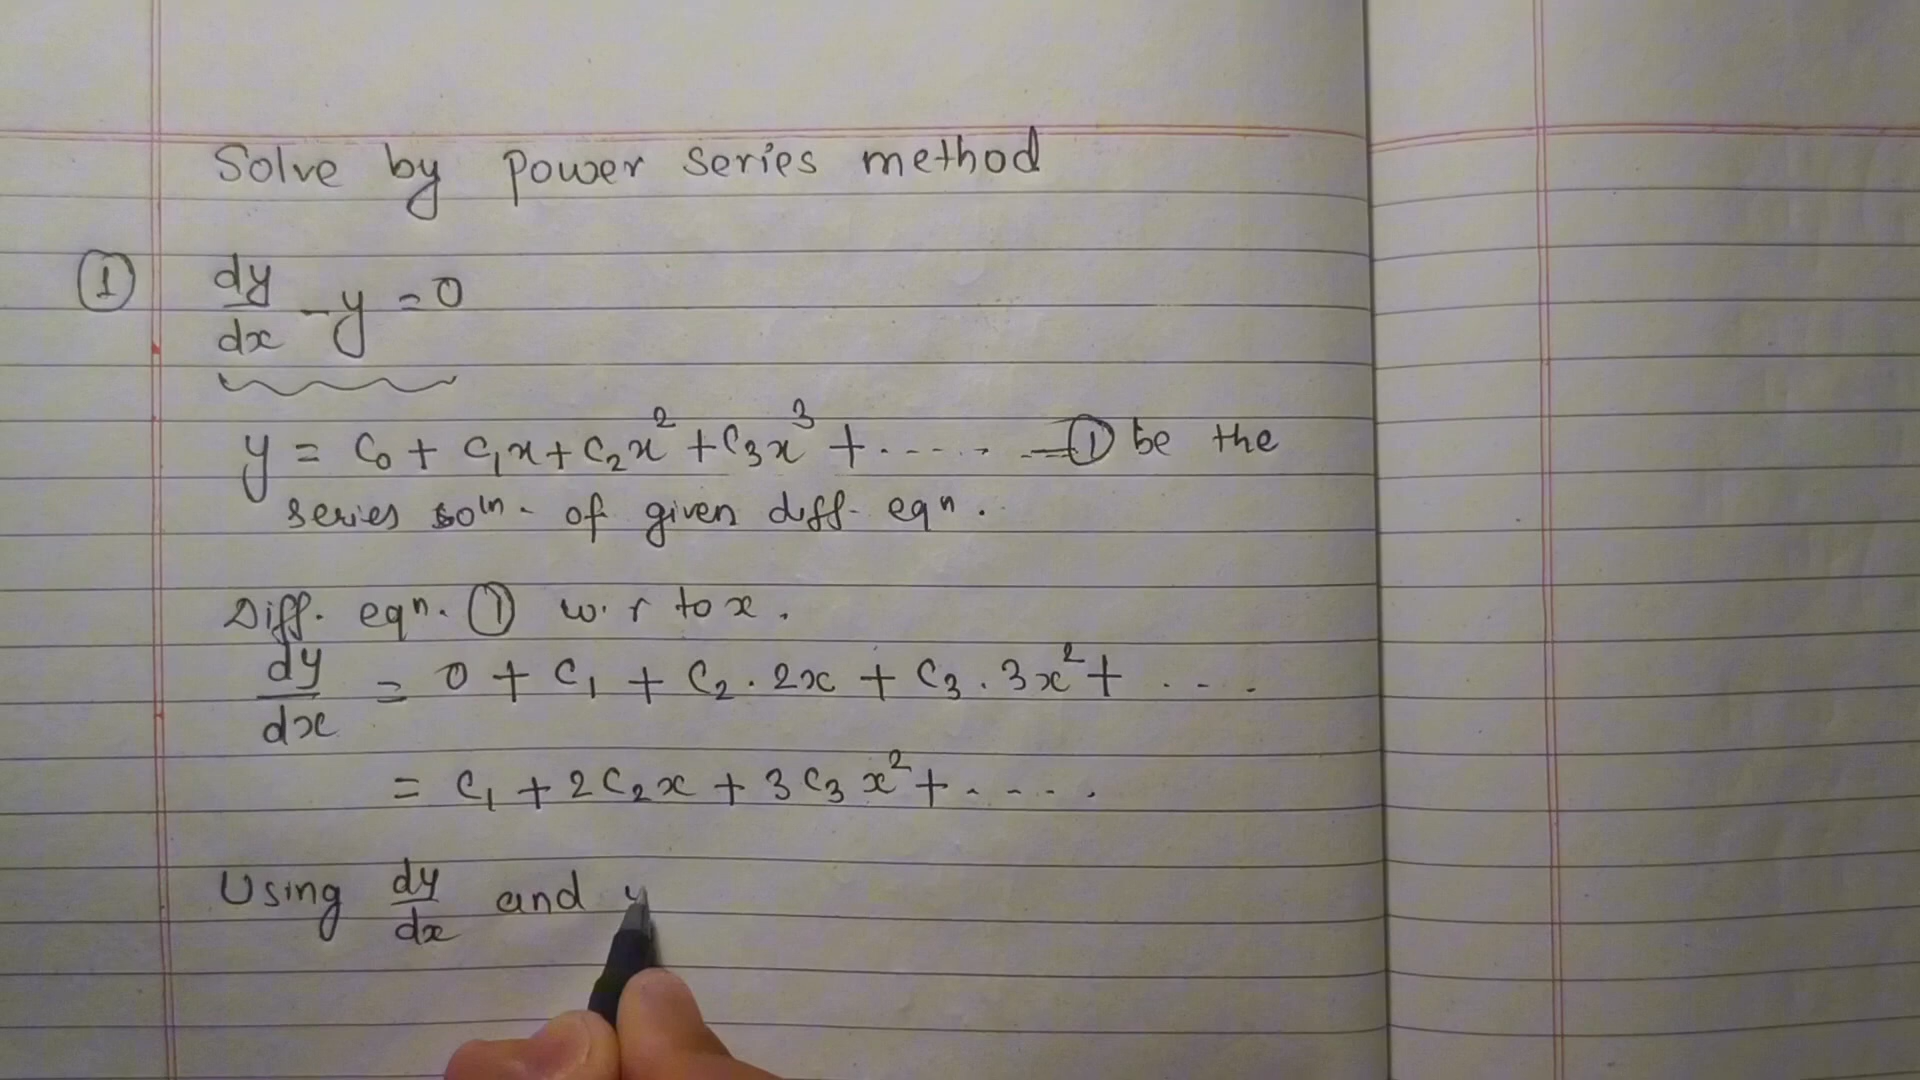 Solve by power series method
① dy/dx - y = 0
y = c₀ + c₁x + c₂x² + c₃x³ + ....... — ① be the
series soln. of given diff. eqn.
Diff. eqn. ① w.r to x.
dy/dx = 0 + c₁ + c₂ . 2x + c₃ . 3x² + ....
= c₁ + 2c₂x + 3c₃x² + .....
Using dy/dx and